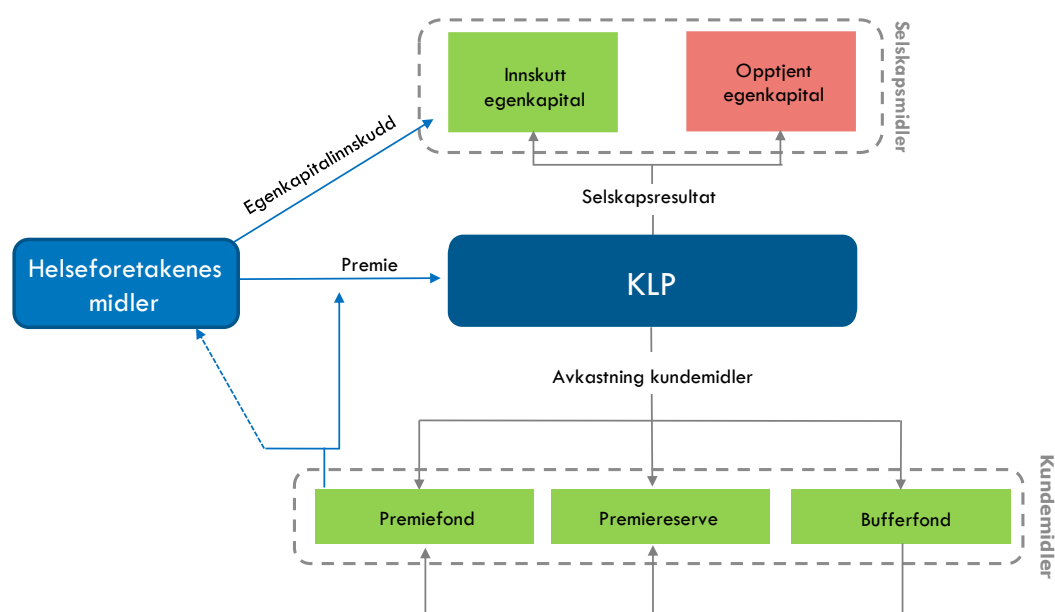 Innskutt
egenkapital
Opptjent
egenkapital
Selskapsmidler
Egenkapitalinnskudd
Selskapsresultat
Helseforetakenes
midler
Premie
KLP
Avkastning kundemidler
Premiefond
Premiereserve
Bufferfond
Kundemidler